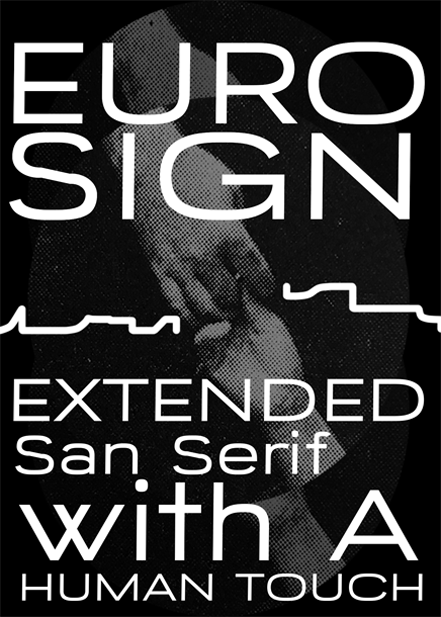 EURO
SIGN
EXTENDED
San Serif
with A
HUMAN TOUCH